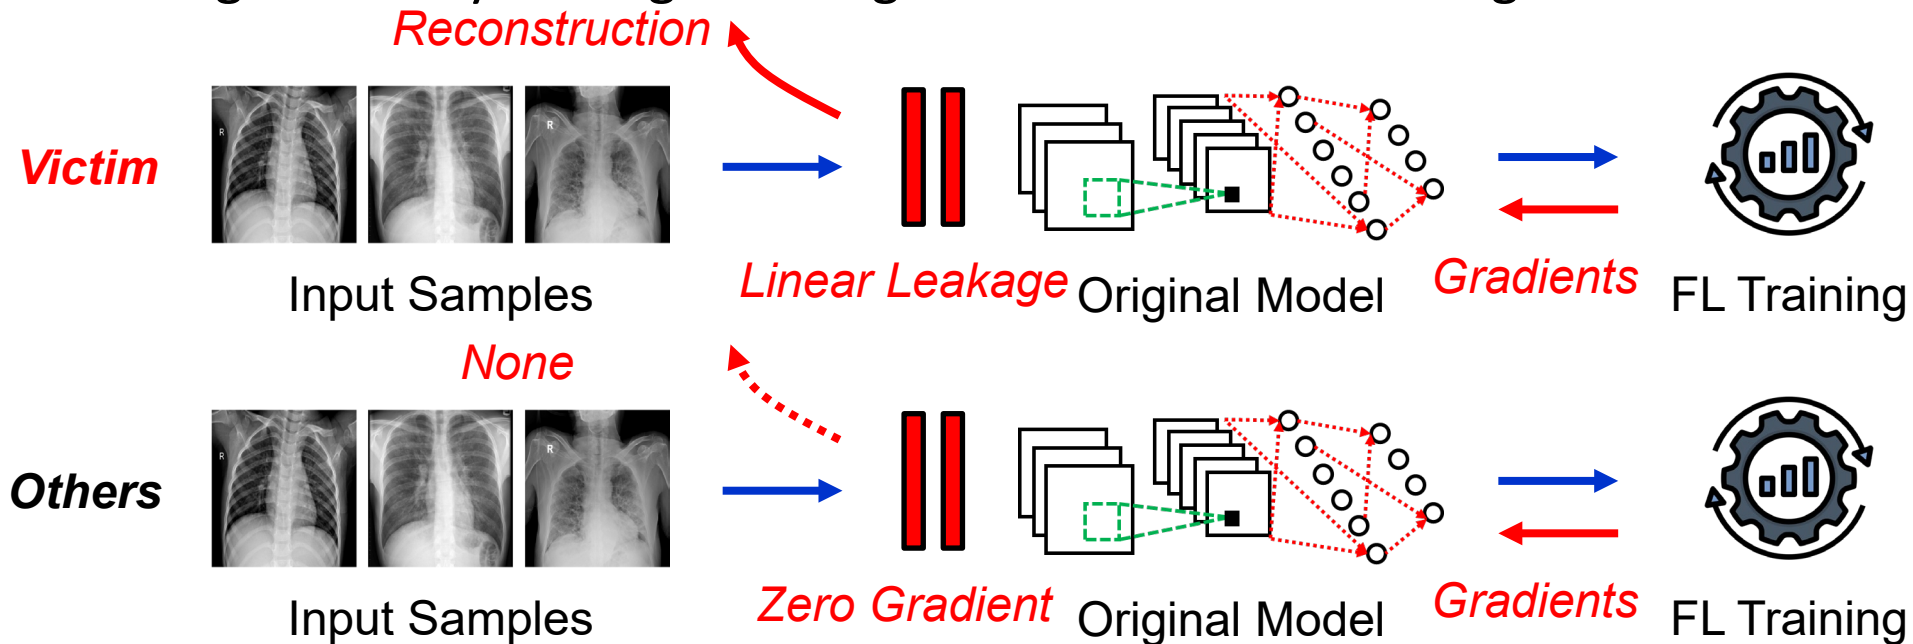 Reconstruction
Victim
R
R
Input Samples
Linear Leakage
Original Model
Gradients
FL Training
None
Others
R
R
Input Samples
Zero Gradient
Original Model
Gradients
FL Training